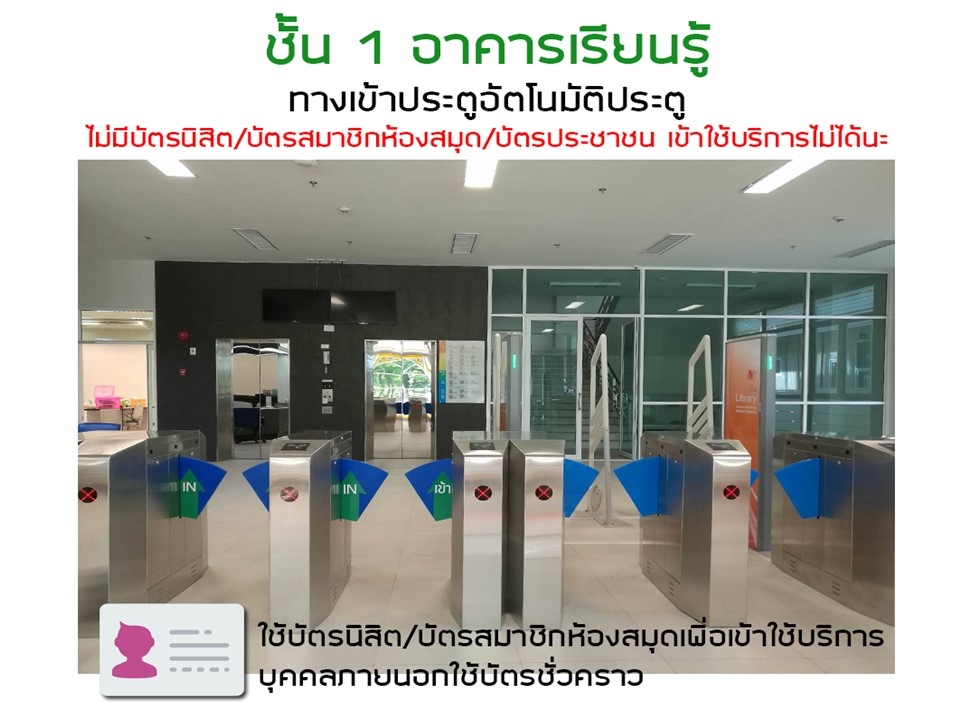 ชั้น 1 อาคารเรียนรู้
ทางเข้าประตูอัตโนมัติประตู
ไม่มีบัตรนิสิต/บัตรสมาชิกห้องสมุด/บัตรประชาชน เข้าใช้บริการไม่ได้นะ
Library
IN
IN
เข้า
ใช้บัตรนิสิต/บัตรสมาชิกห้องสมุดเพื่อเข้าใช้บริการ
บุคคลภายนอกใช้บัตรชั่วคราว